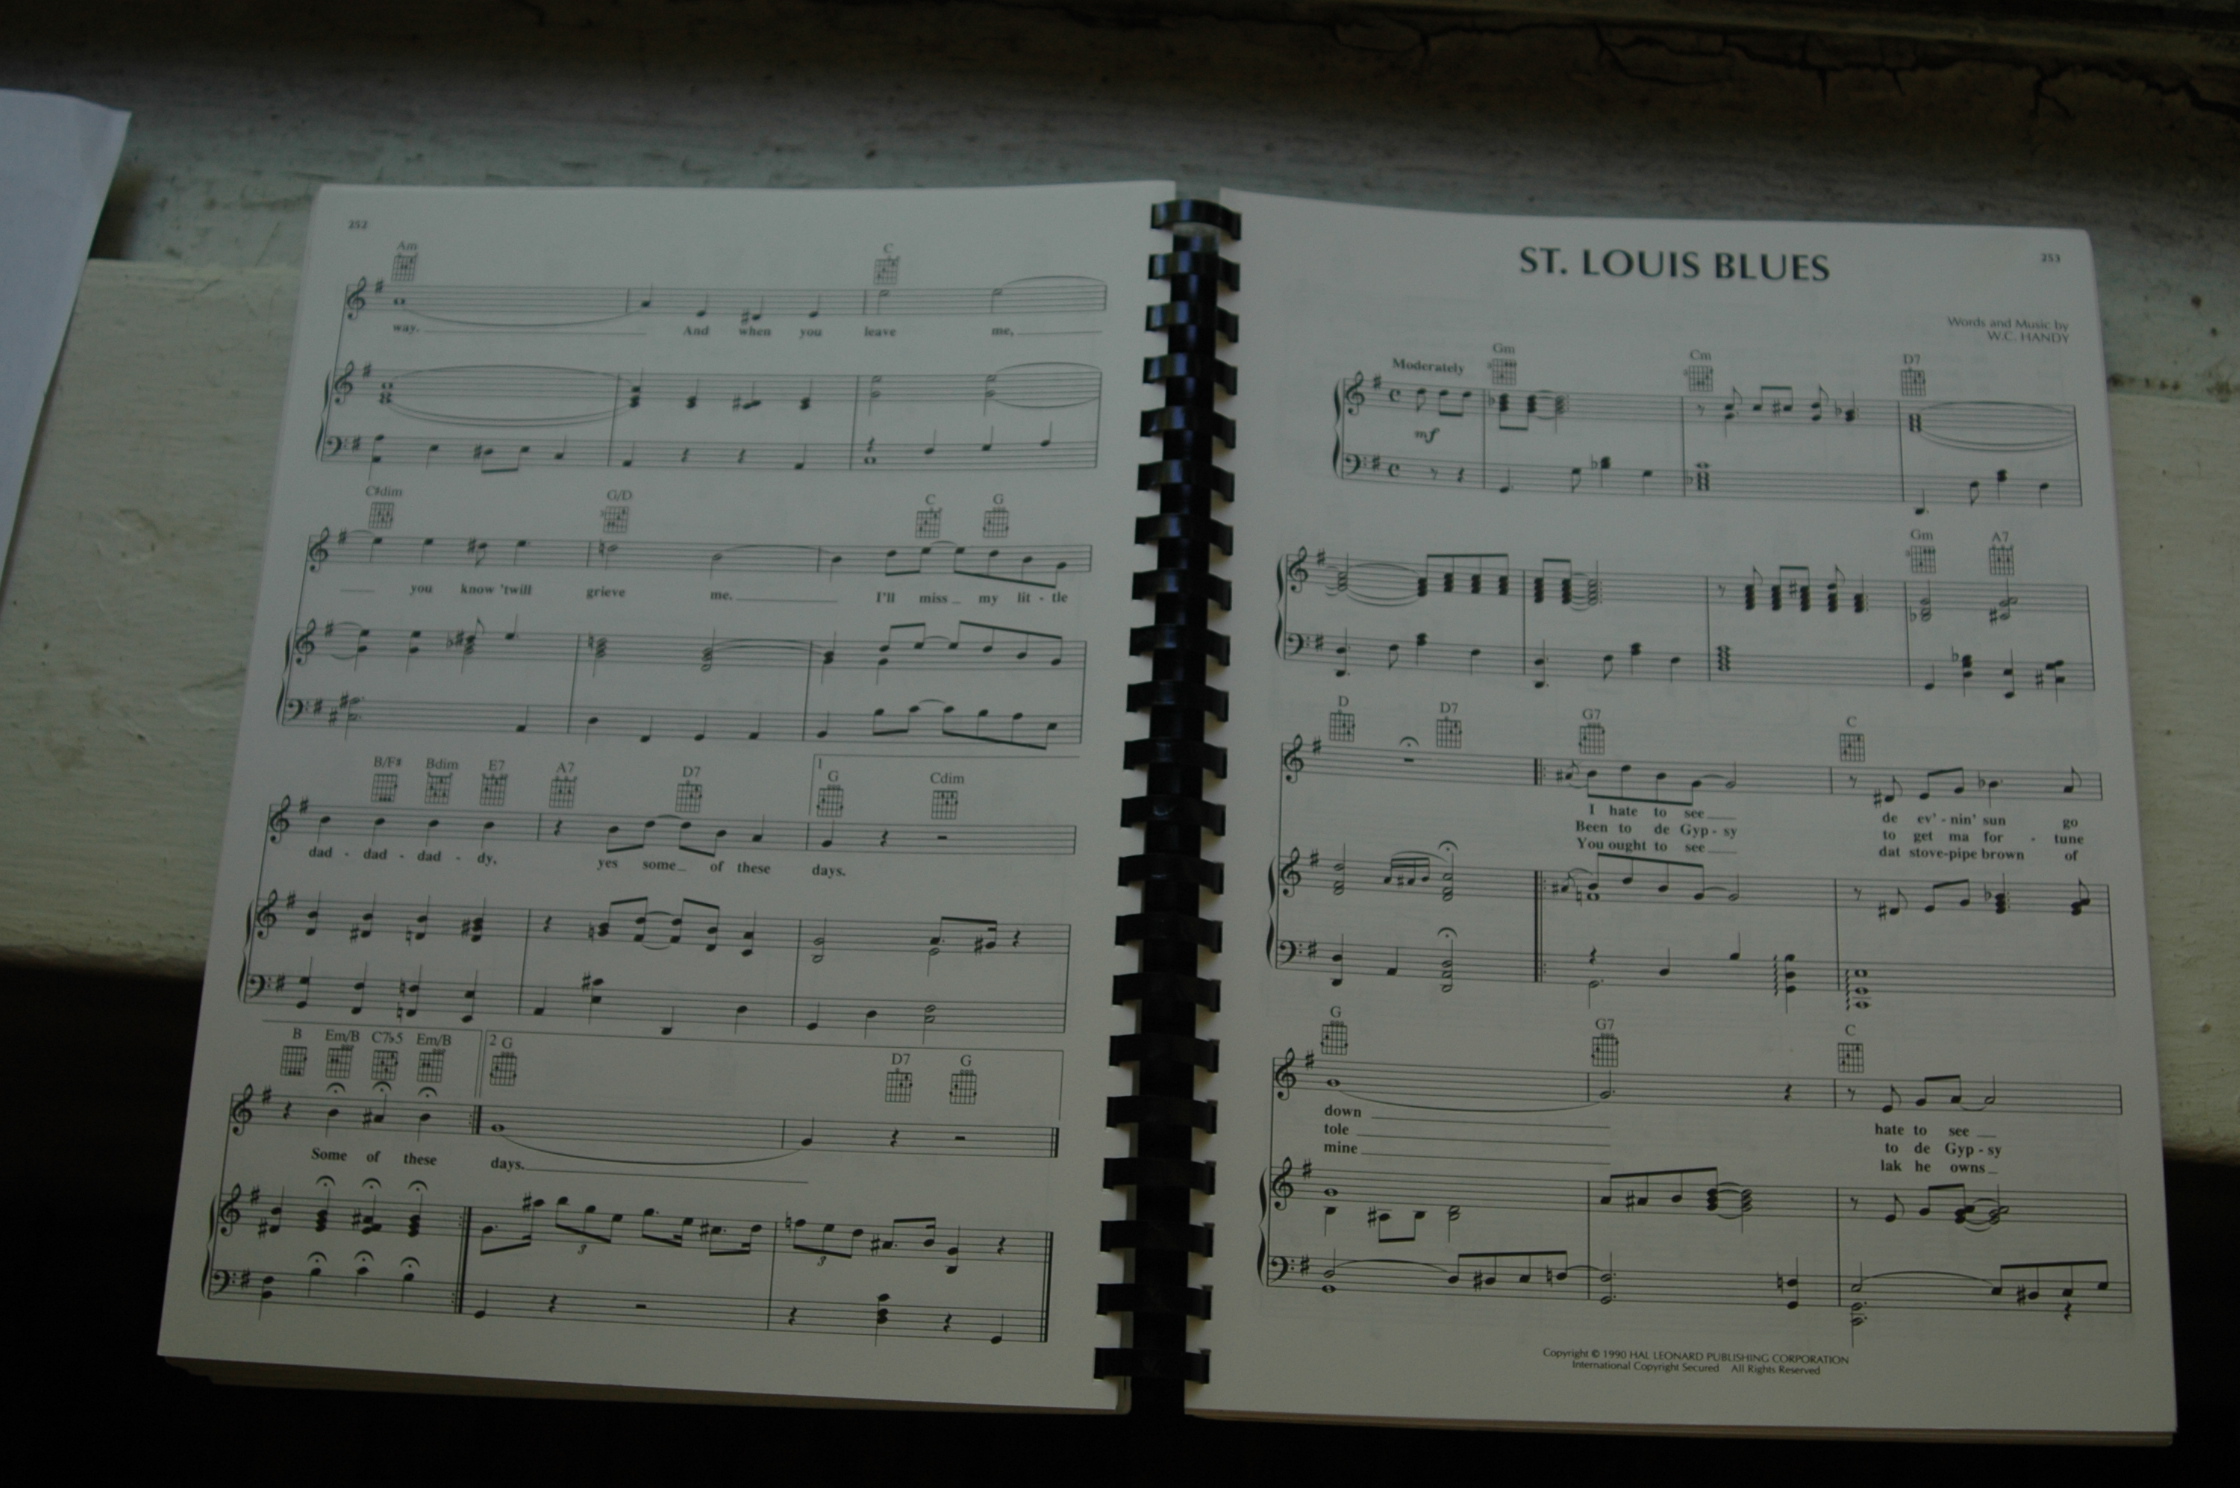 252
Am C
way. And when you leave me,
C#dim G/D C G
you know 'twill grieve me. I'll miss my lit - tle
B/F# Bdim E7 A7 D7 1 G Cdim
dad - dad - dad - dy, yes some of these days.
B Em/B C7b5 Em/B 2 G D7 G
Some of these days.
3 3
253
ST. LOUIS BLUES
Words and Music by
W.C. HANDY
Moderately Gm Cm D7
mf
Gm A7
D D7 G7 C
I hate to see de ev'-nin' sun go
Been to de Gyp-sy to get ma for - tune
You ought to see dat stove-pipe brown of
G G7 C
down hate to see
tole to de Gyp-sy
mine lak he owns
Copyright © 1990 HAL LEONARD PUBLISHING CORPORATION
International Copyright Secured All Rights Reserved